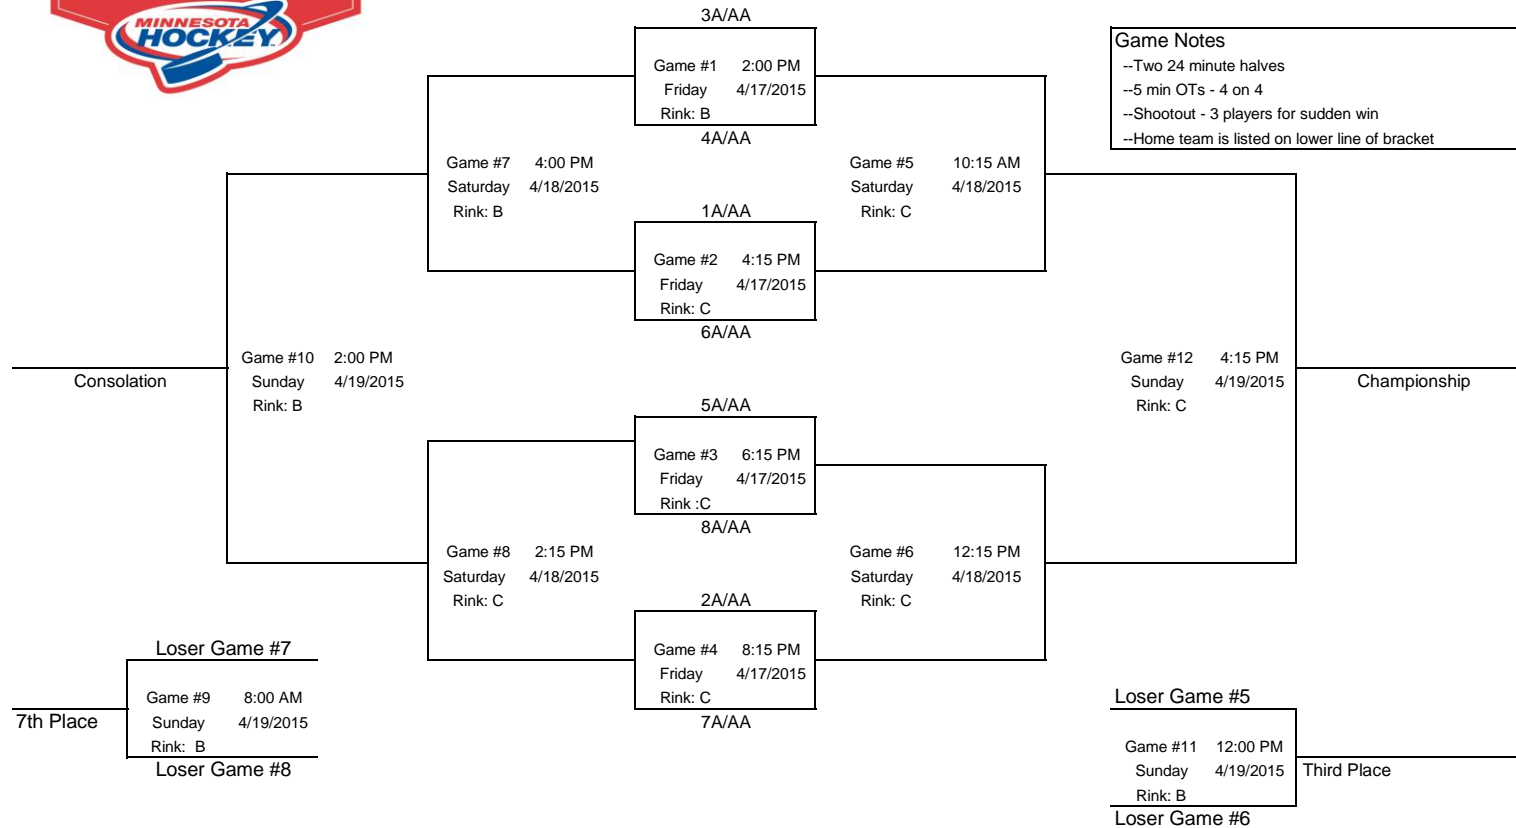 MINNESOTA
HOCKEY
3A/AA
Game Notes
Game #1 2:00 PM
--Two 24 minute halves
Friday 4/17/2015
--5 min OTs - 4 on 4
Rink: B
--Shootout - 3 players for sudden win
4A/AA
--Home team is listed on lower line of bracket
Game #7 4:00 PM
Game #5 10:15 AM
Saturday 4/18/2015
Saturday 4/18/2015
Rink: B
1A/AA
Rink: C
Game #2 4:15 PM
Friday 4/17/2015
Rink: C
6A/AA
Game #10 2:00 PM
Game #12 4:15 PM
Consolation
Sunday 4/19/2015
Sunday 4/19/2015
Championship
Rink: B
5A/AA
Rink: C
Game #3 6:15 PM
Friday 4/17/2015
Rink :C
8A/AA
Game #8 2:15 PM
Game #6 12:15 PM
Saturday 4/18/2015
Saturday 4/18/2015
Rink: C
2A/AA
Rink: C
Loser Game #7
Game #4 8:15 PM
Friday 4/17/2015
Game #9 8:00 AM
Rink: C
Loser Game #5
7th Place
Sunday 4/19/2015
7A/AA
Rink: B
Game #11 12:00 PM
Loser Game #8
Sunday 4/19/2015
Third Place
Rink: B
Loser Game #6